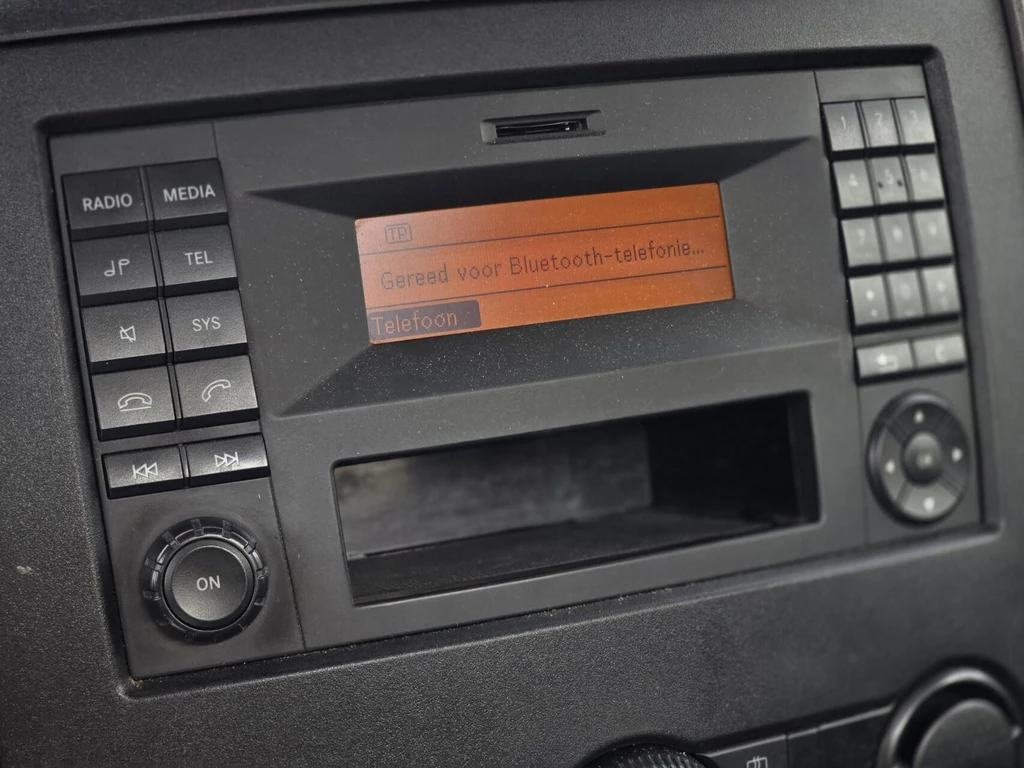 RADIO MEDIA
TP
1 2 3
TEL
Gereed voor Bluetooth-telefonie...
4 5 6
SYS
Telefoon
7 8 9
ON
OK